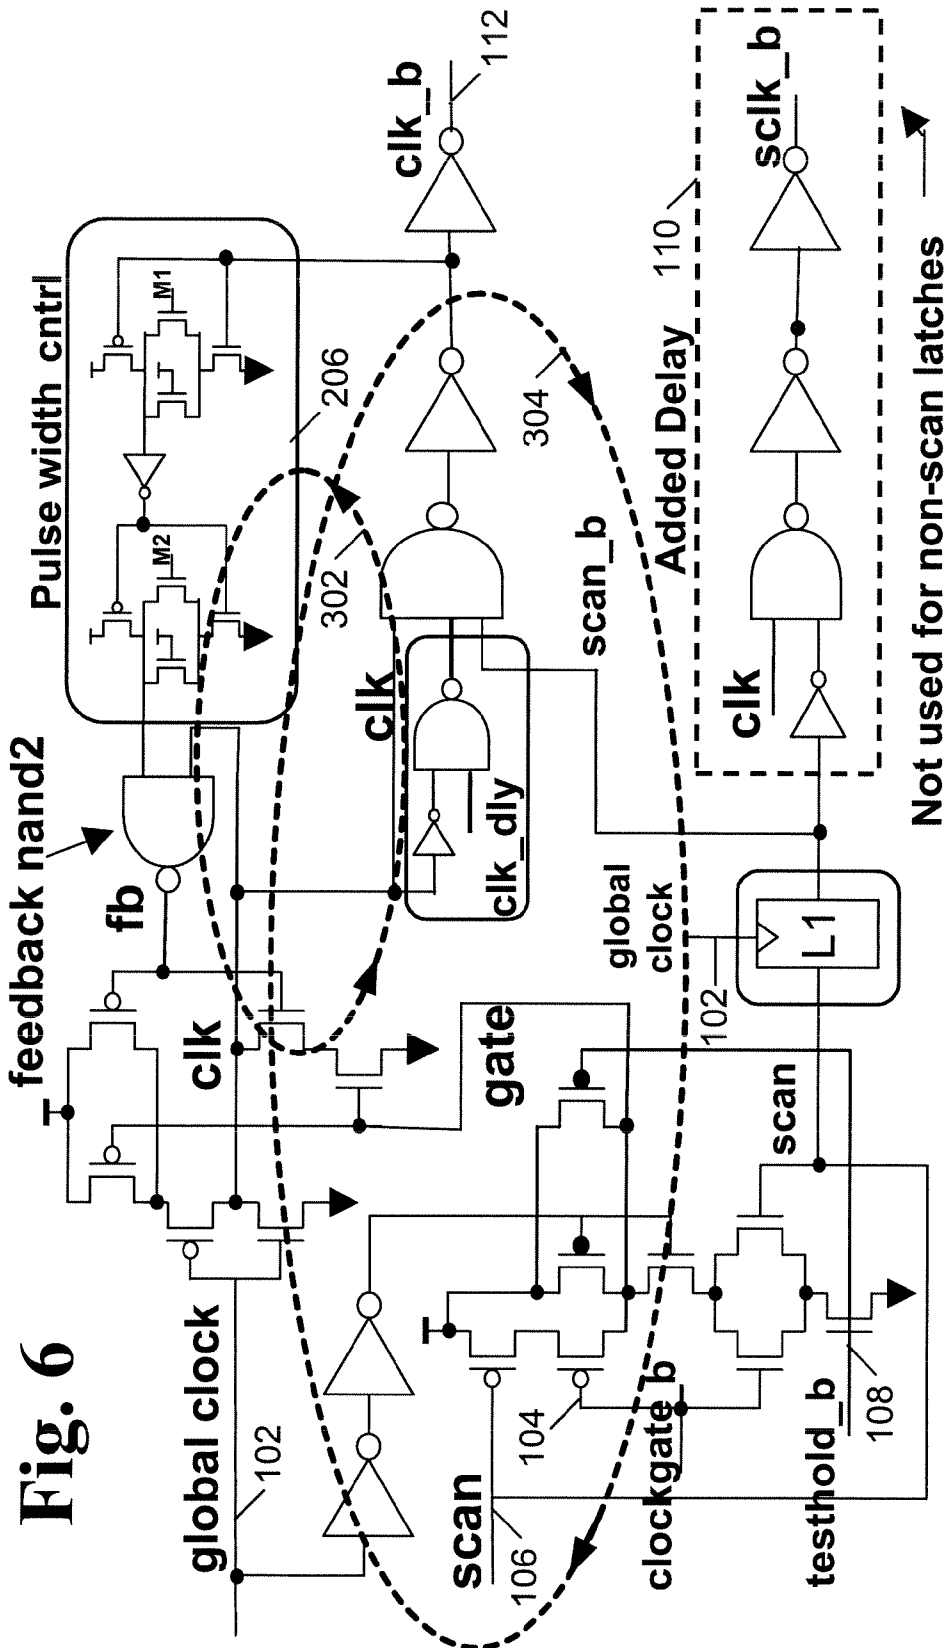 Fig. 6
feedback nand2
Pulse width cntrl
M2
M1
fb
206
global clock
102
clk
clk
302
clk_b
112
304
clk_dly
scan_b
gate
scan
106
104
clockgate_b
testhold_b
108
scan
global
clock
102
L1
Added Delay
110
clk
sclk_b
Not used for non-scan latches